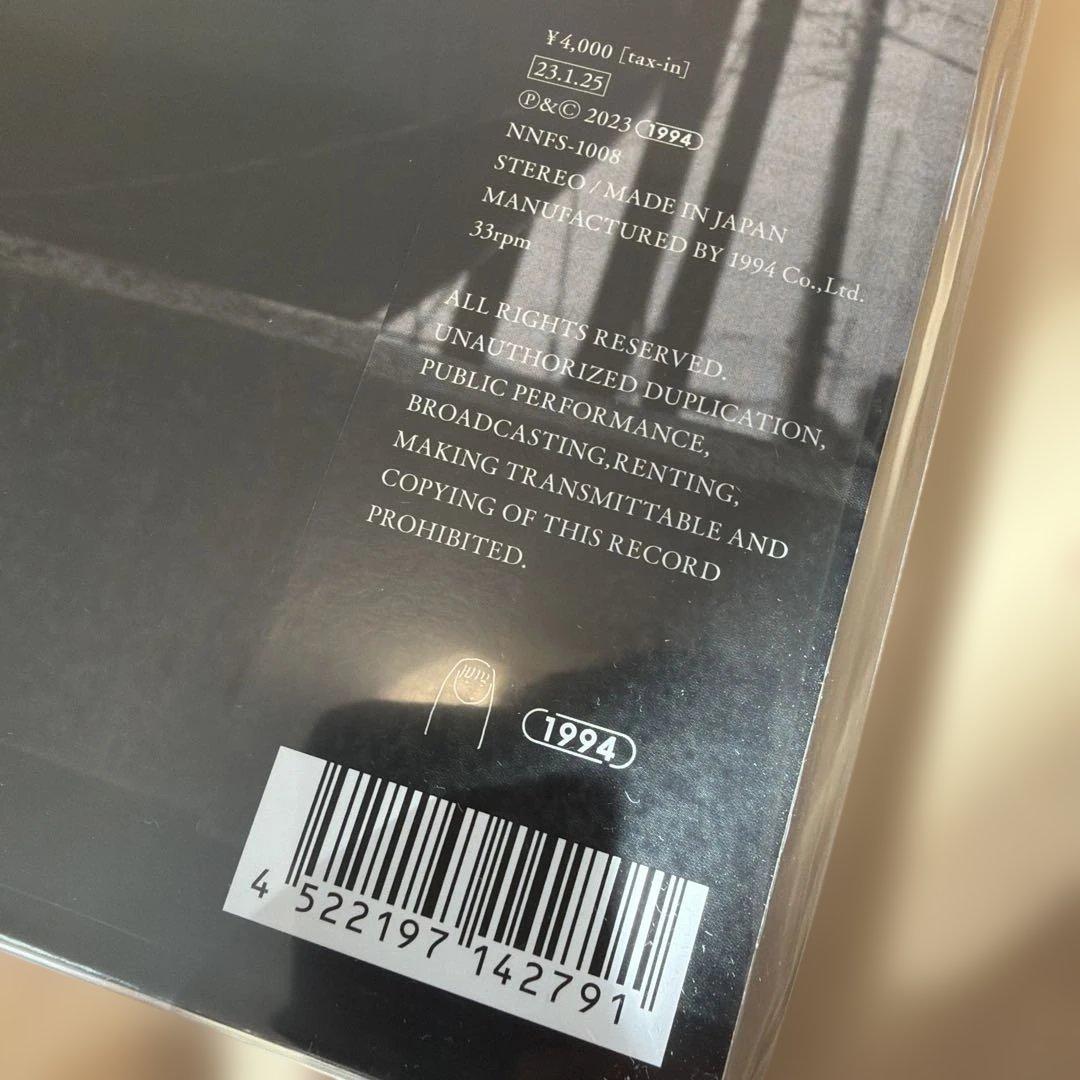 ¥4,000 [tax-in]
23.1.25
Ⓟ&© 2023 1994
NNFS-1008
STEREO / MADE IN JAPAN
MANUFACTURED BY 1994 Co.,Ltd.
33rpm
ALL RIGHTS RESERVED.
UNAUTHORIZED DUPLICATION,
PUBLIC PERFORMANCE,
BROADCASTING,RENTING,
MAKING TRANSMITTABLE AND
COPYING OF THIS RECORD
PROHIBITED.
1994
4 522197 142791